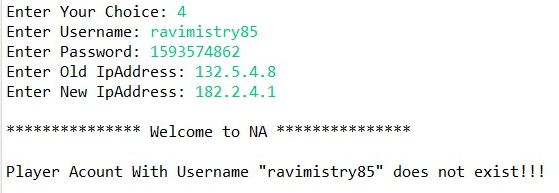 Enter Your Choice: 4
Enter Username: ravimistry85
Enter Password: 1593574862
Enter Old IpAddress: 132.5.4.8
Enter New IpAddress: 182.2.4.1
*************** Welcome to NA ***************
Player Acount With Username "ravimistry85" does not exist!!!